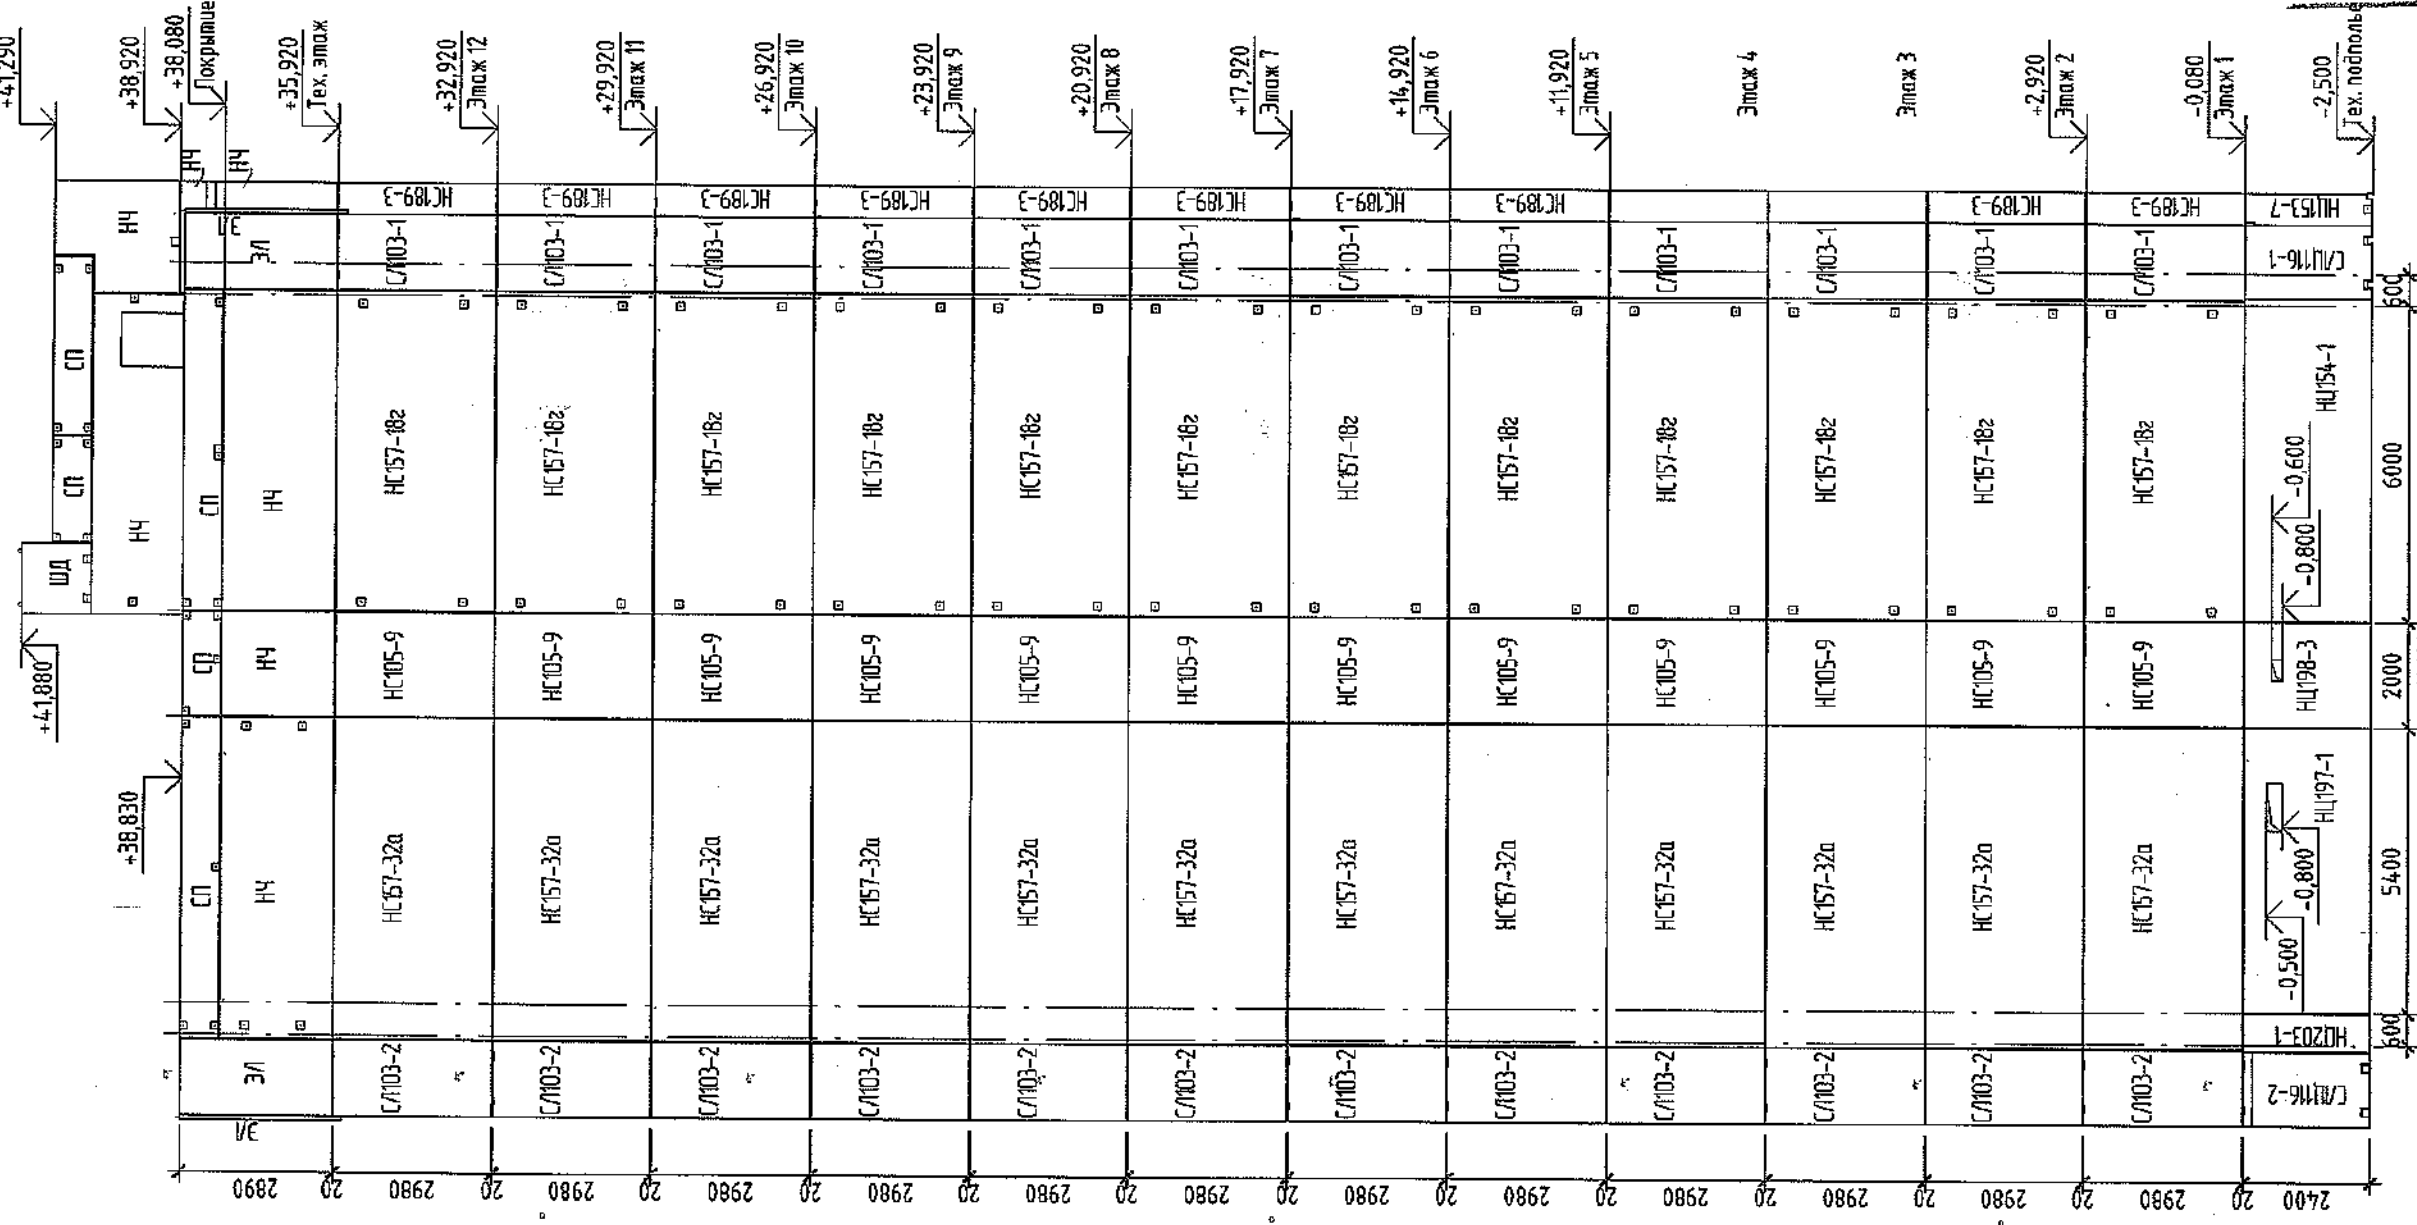 +41,290
+38,920
+38,080
Покрытие
+35,920
Тех. этаж
+32,920
Этаж 12
+29,920
Этаж 11
+26,920
Этаж 10
+23,920
Этаж 9
+20,920
Этаж 8
+17,920
Этаж 7
+14,920
Этаж 6
+11,920
Этаж 5
Этаж 4
Этаж 3
+2,920
Этаж 2
-0,080
Этаж 1
-2,500
Тех. подполье
НЧ
НЧ
НЧ
ЭЛ
ЭЛ
НС189-3
НС189-3
НС189-3
НС189-3
НС189-3
НС189-3
НС189-3
НС189-3
НС189-3
НС189-3
НЦ153-7
СЛ103-1
СЛ103-1
СЛ103-1
СЛ103-1
СЛ103-1
СЛ103-1
СЛ103-1
СЛ103-1
СЛ103-1
СЛ103-1
СЛ103-1
СЛ103-1
СЛЦ116-1
600
СП
СП
ШД
НЧ
СП
НЧ
НС157-18г
НС157-18г
НС157-18г
НС157-18г
НС157-18г
НС157-18г
НС157-18г
НС157-18г
НС157-18г
НС157-18г
НС157-18г
НС157-18г
НЦ154-1
-0,600
-0,800
6000
+41,880
СП
НЧ
НС105-9
НС105-9
НС105-9
НС105-9
НС105-9
НС105-9
НС105-9
НС105-9
НС105-9
НС105-9
НС105-9
НС105-9
НЦ198-3
2000
+38,830
СП
НЧ
НС157-32а
НС157-32а
НС157-32а
НС157-32а
НС157-32а
НС157-32а
НС157-32а
НС157-32а
НС157-32а
НС157-32а
НС157-32а
НС157-32а
НЦ197-1
-0,800
-0,500
5400
НЦ203-1
600
ЭЛ
ЭЛ
СЛ103-2
СЛ103-2
СЛ103-2
СЛ103-2
СЛ103-2
СЛ103-2
СЛ103-2
СЛ103-2
СЛ103-2
СЛ103-2
СЛ103-2
СЛ103-2
СЛЦ116-2
2890
20
2980
20
2980
20
2980
20
2980
20
2980
20
2980
20
2980
20
2980
20
2980
20
2980
20
2980
20
2980
20
2400